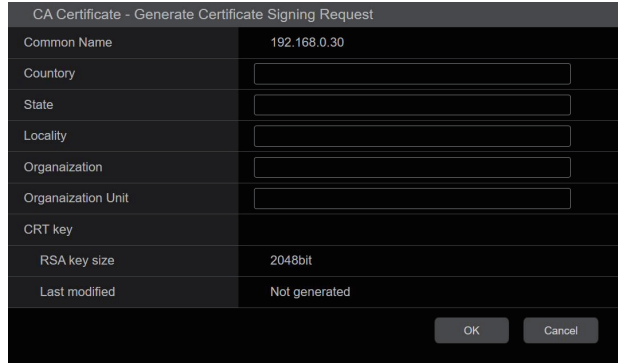 CA Certificate - Generate Certificate Signing Request
Common Name 192.168.0.30
Countory
State
Locality
Organaization
Organaization Unit
CRT key
RSA key size 2048bit
Last modified Not generated
OK Cancel